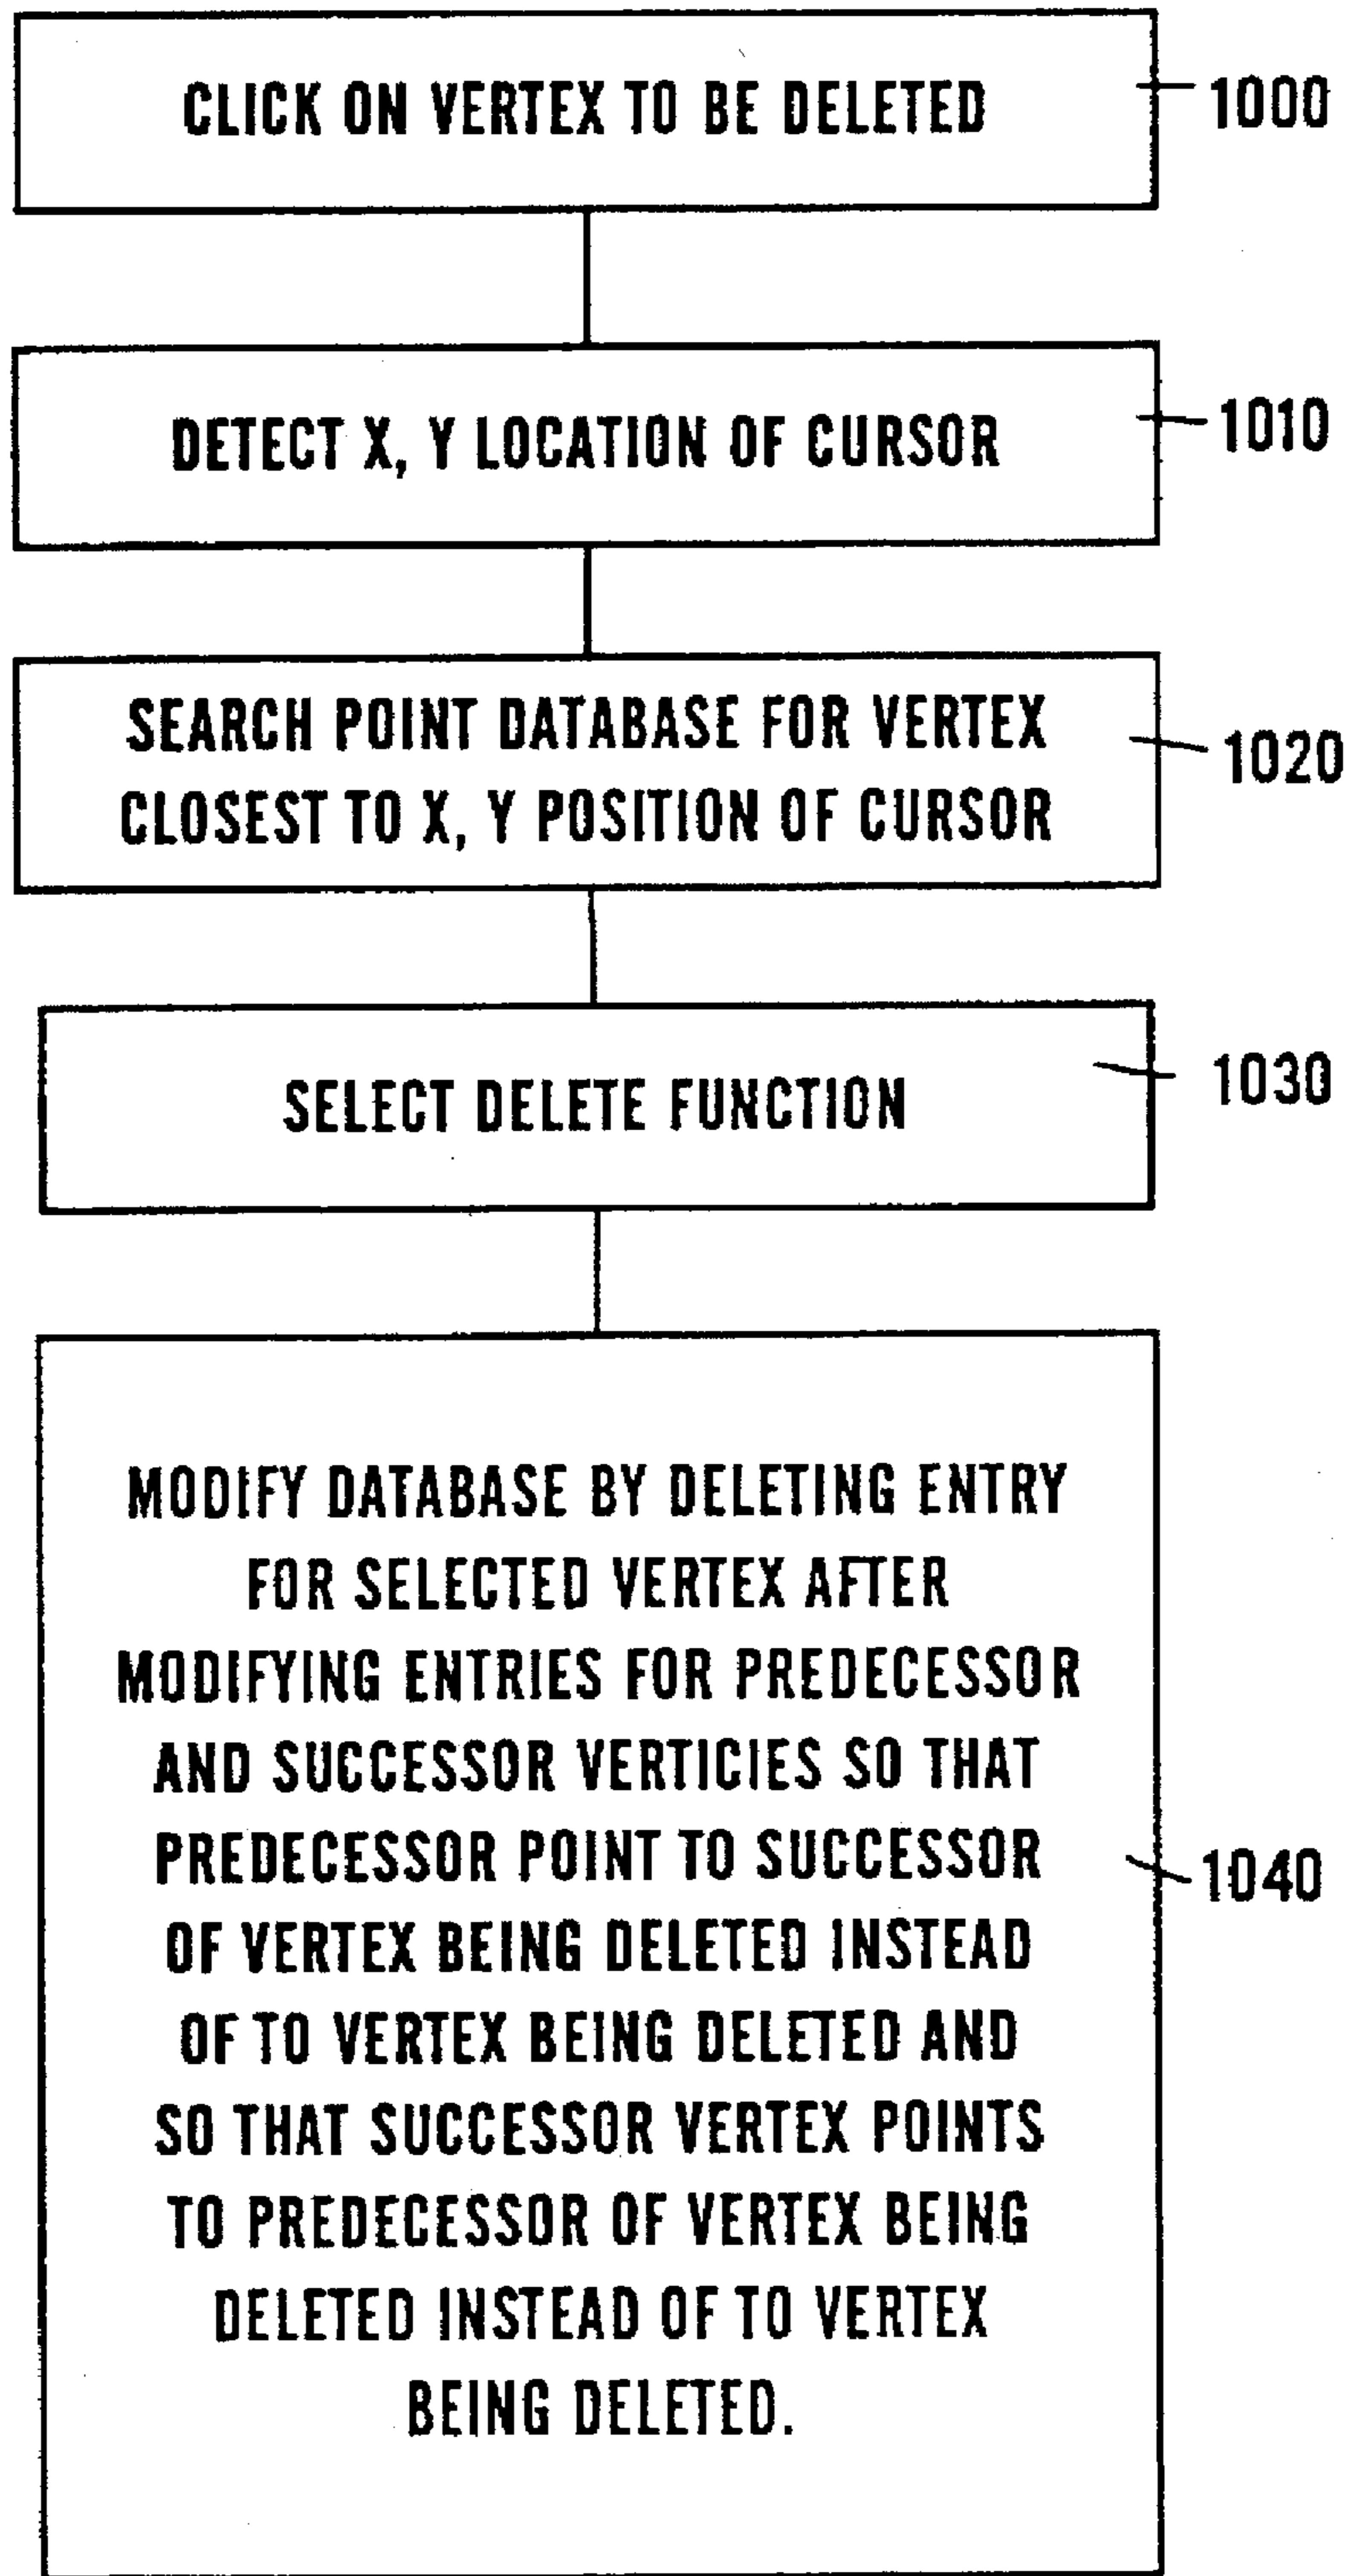 CLICK ON VERTEX TO BE DELETED
1000
DETECT X, Y LOCATION OF CURSOR
1010
SEARCH POINT DATABASE FOR VERTEX
CLOSEST TO X, Y POSITION OF CURSOR
1020
SELECT DELETE FUNCTION
1030
MODIFY DATABASE BY DELETING ENTRY
FOR SELECTED VERTEX AFTER
MODIFYING ENTRIES FOR PREDECESSOR
AND SUCCESSOR VERTICIES SO THAT
PREDECESSOR POINT TO SUCCESSOR
OF VERTEX BEING DELETED INSTEAD
OF TO VERTEX BEING DELETED AND
SO THAT SUCCESSOR VERTEX POINTS
TO PREDECESSOR OF VERTEX BEING
DELETED INSTEAD OF TO VERTEX
BEING DELETED.
1040